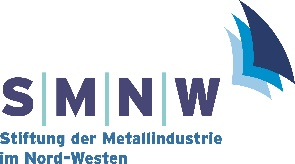 S|M|N|W
Stiftung der Metallindustrie
im Nord-Westen